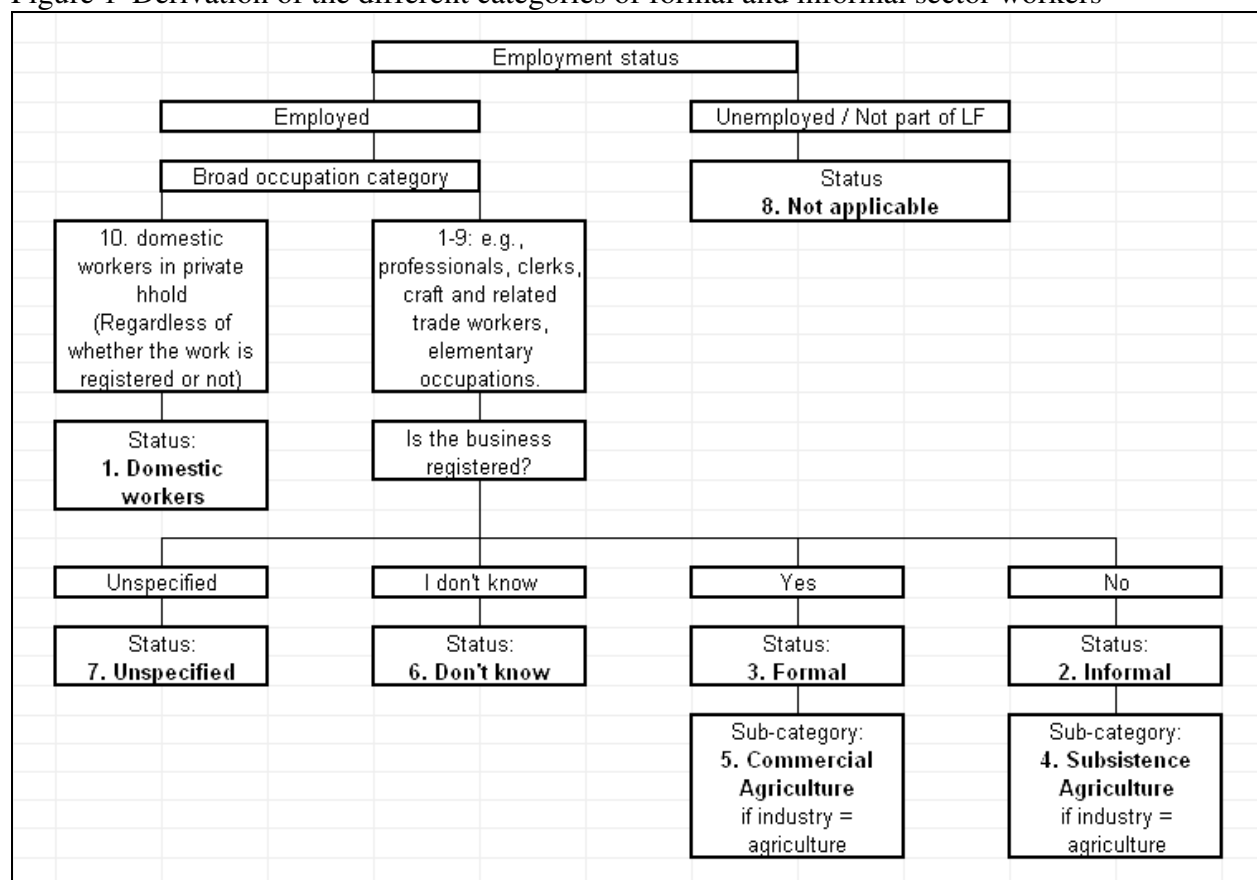 Figure 1 Derivation of the different categories of formal and informal sector workers
Employment status
Employed
Unemployed / Not part of LF
Broad occupation category
Status
8. Not applicable
10. domestic
workers in private
hhold
(Regardless of
whether the work is
registered or not)
1-9: e.g.,
professionals, clerks,
craft and related
trade workers,
elementary
occupations.
Status:
1. Domestic
workers
Is the business
registered?
Unspecified
I don't know
Yes
No
Status:
7. Unspecified
Status:
6. Don't know
Status:
3. Formal
Status:
2. Informal
Sub-category:
5. Commercial
Agriculture
if industry =
agriculture
Sub-category:
4. Subsistence
Agriculture
if industry =
agriculture